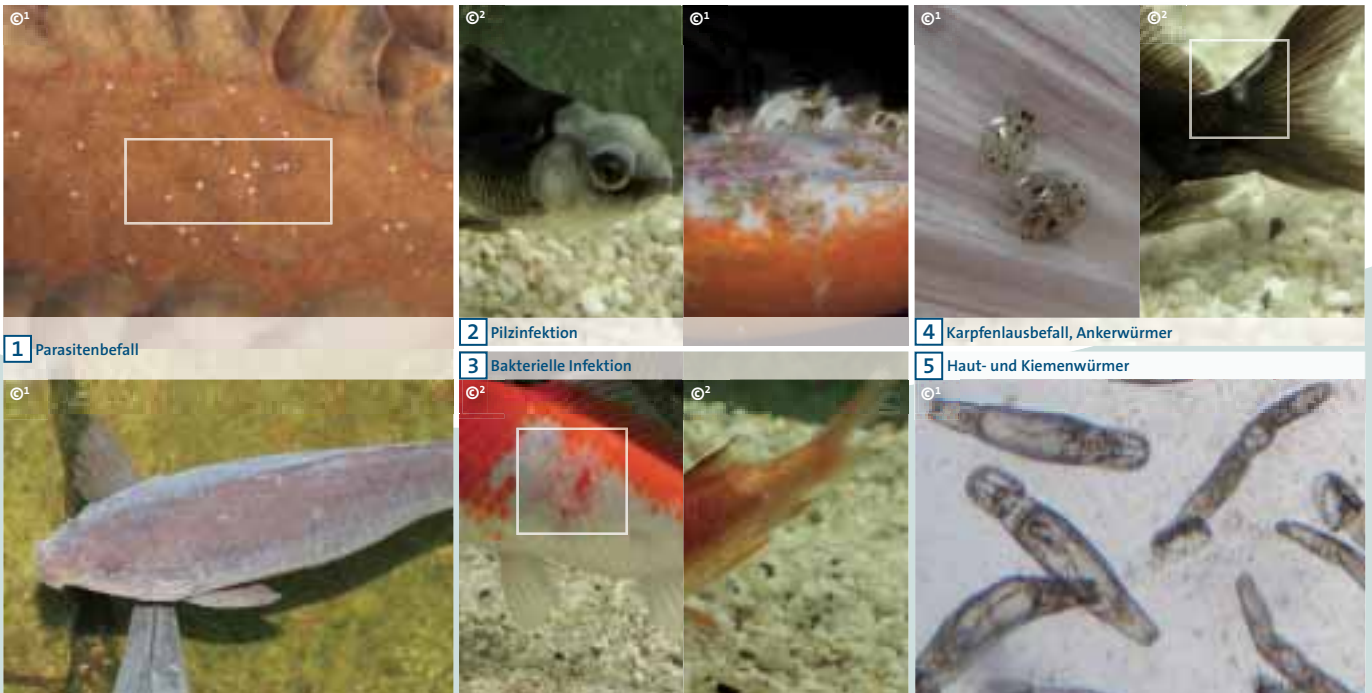 ©1
©2
©1
©1
©2
1 Parasitenbefall
2 Pilzinfektion
4 Karpfenlausbefall, Ankerwürmer
3 Bakterielle Infektion
5 Haut- und Kiemenwürmer
©1
©2
©2
©1